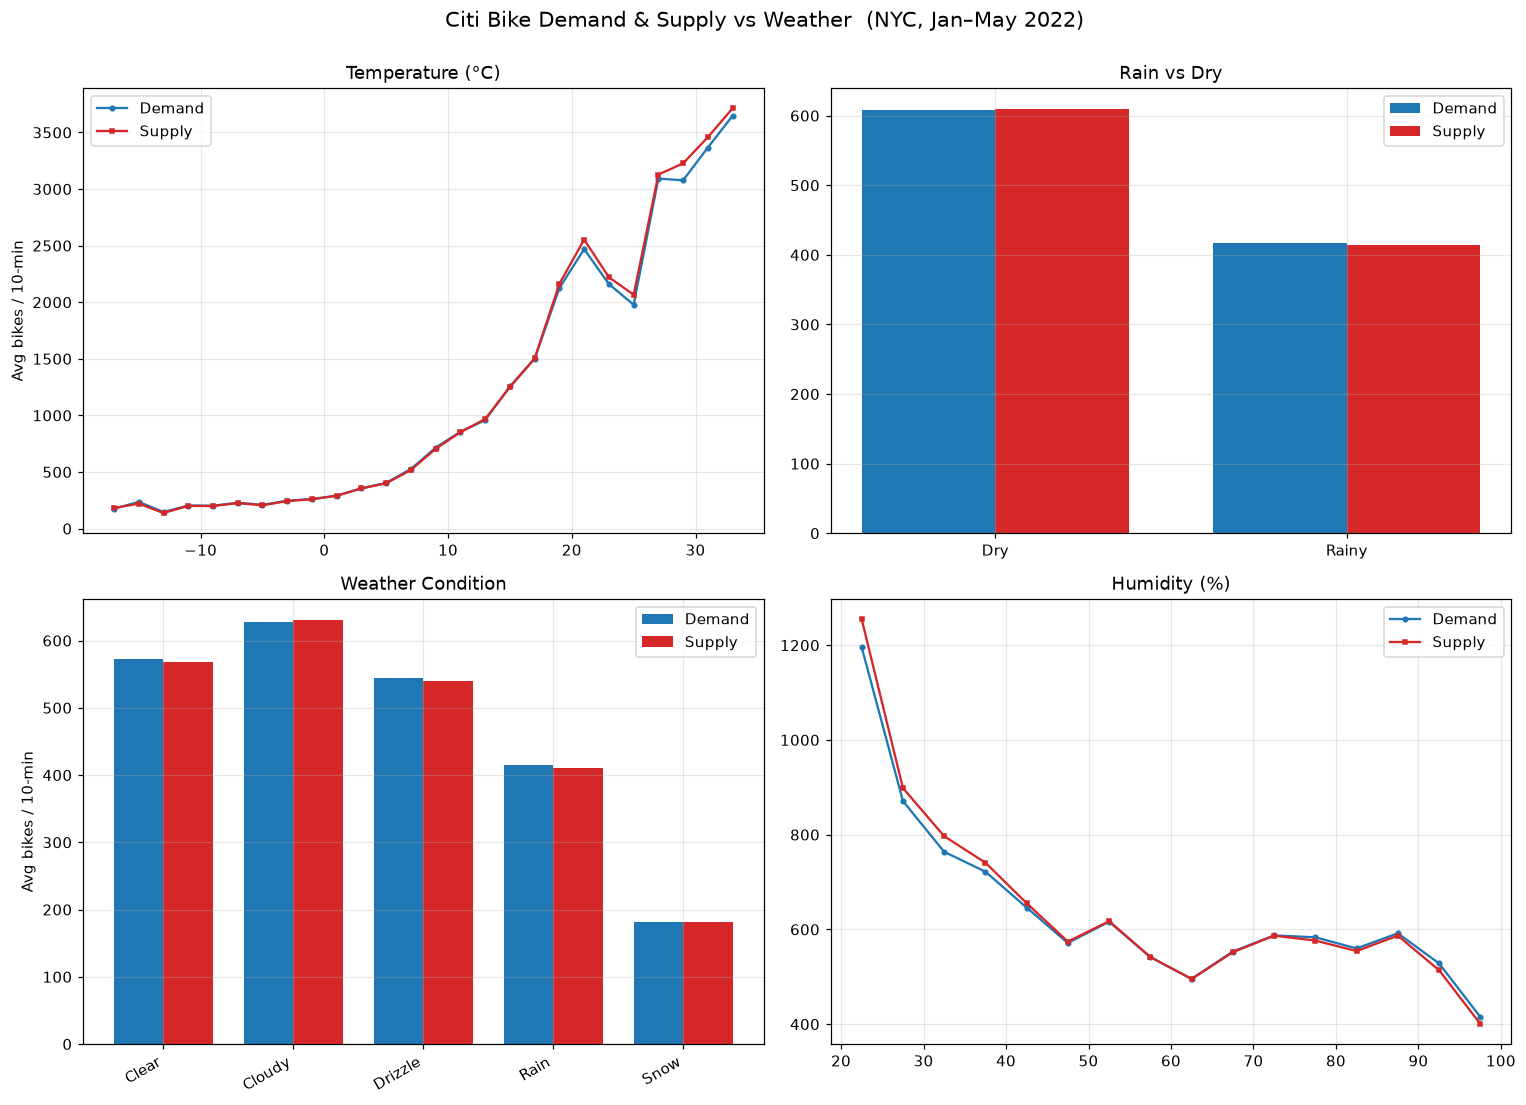 Citi Bike Demand & Supply vs Weather  (NYC, Jan–May 2022)
Temperature (°C)
Demand
Supply
Avg bikes / 10-min
3500
3000
2500
2000
1500
1000
500
0
−10
0
10
20
30
Rain vs Dry
Demand
Supply
600
500
400
300
200
100
0
Dry
Rainy
Weather Condition
Demand
Supply
Avg bikes / 10-min
600
500
400
300
200
100
0
Clear
Cloudy
Drizzle
Rain
Snow
Humidity (%)
Demand
Supply
1200
1000
800
600
400
20
30
40
50
60
70
80
90
100